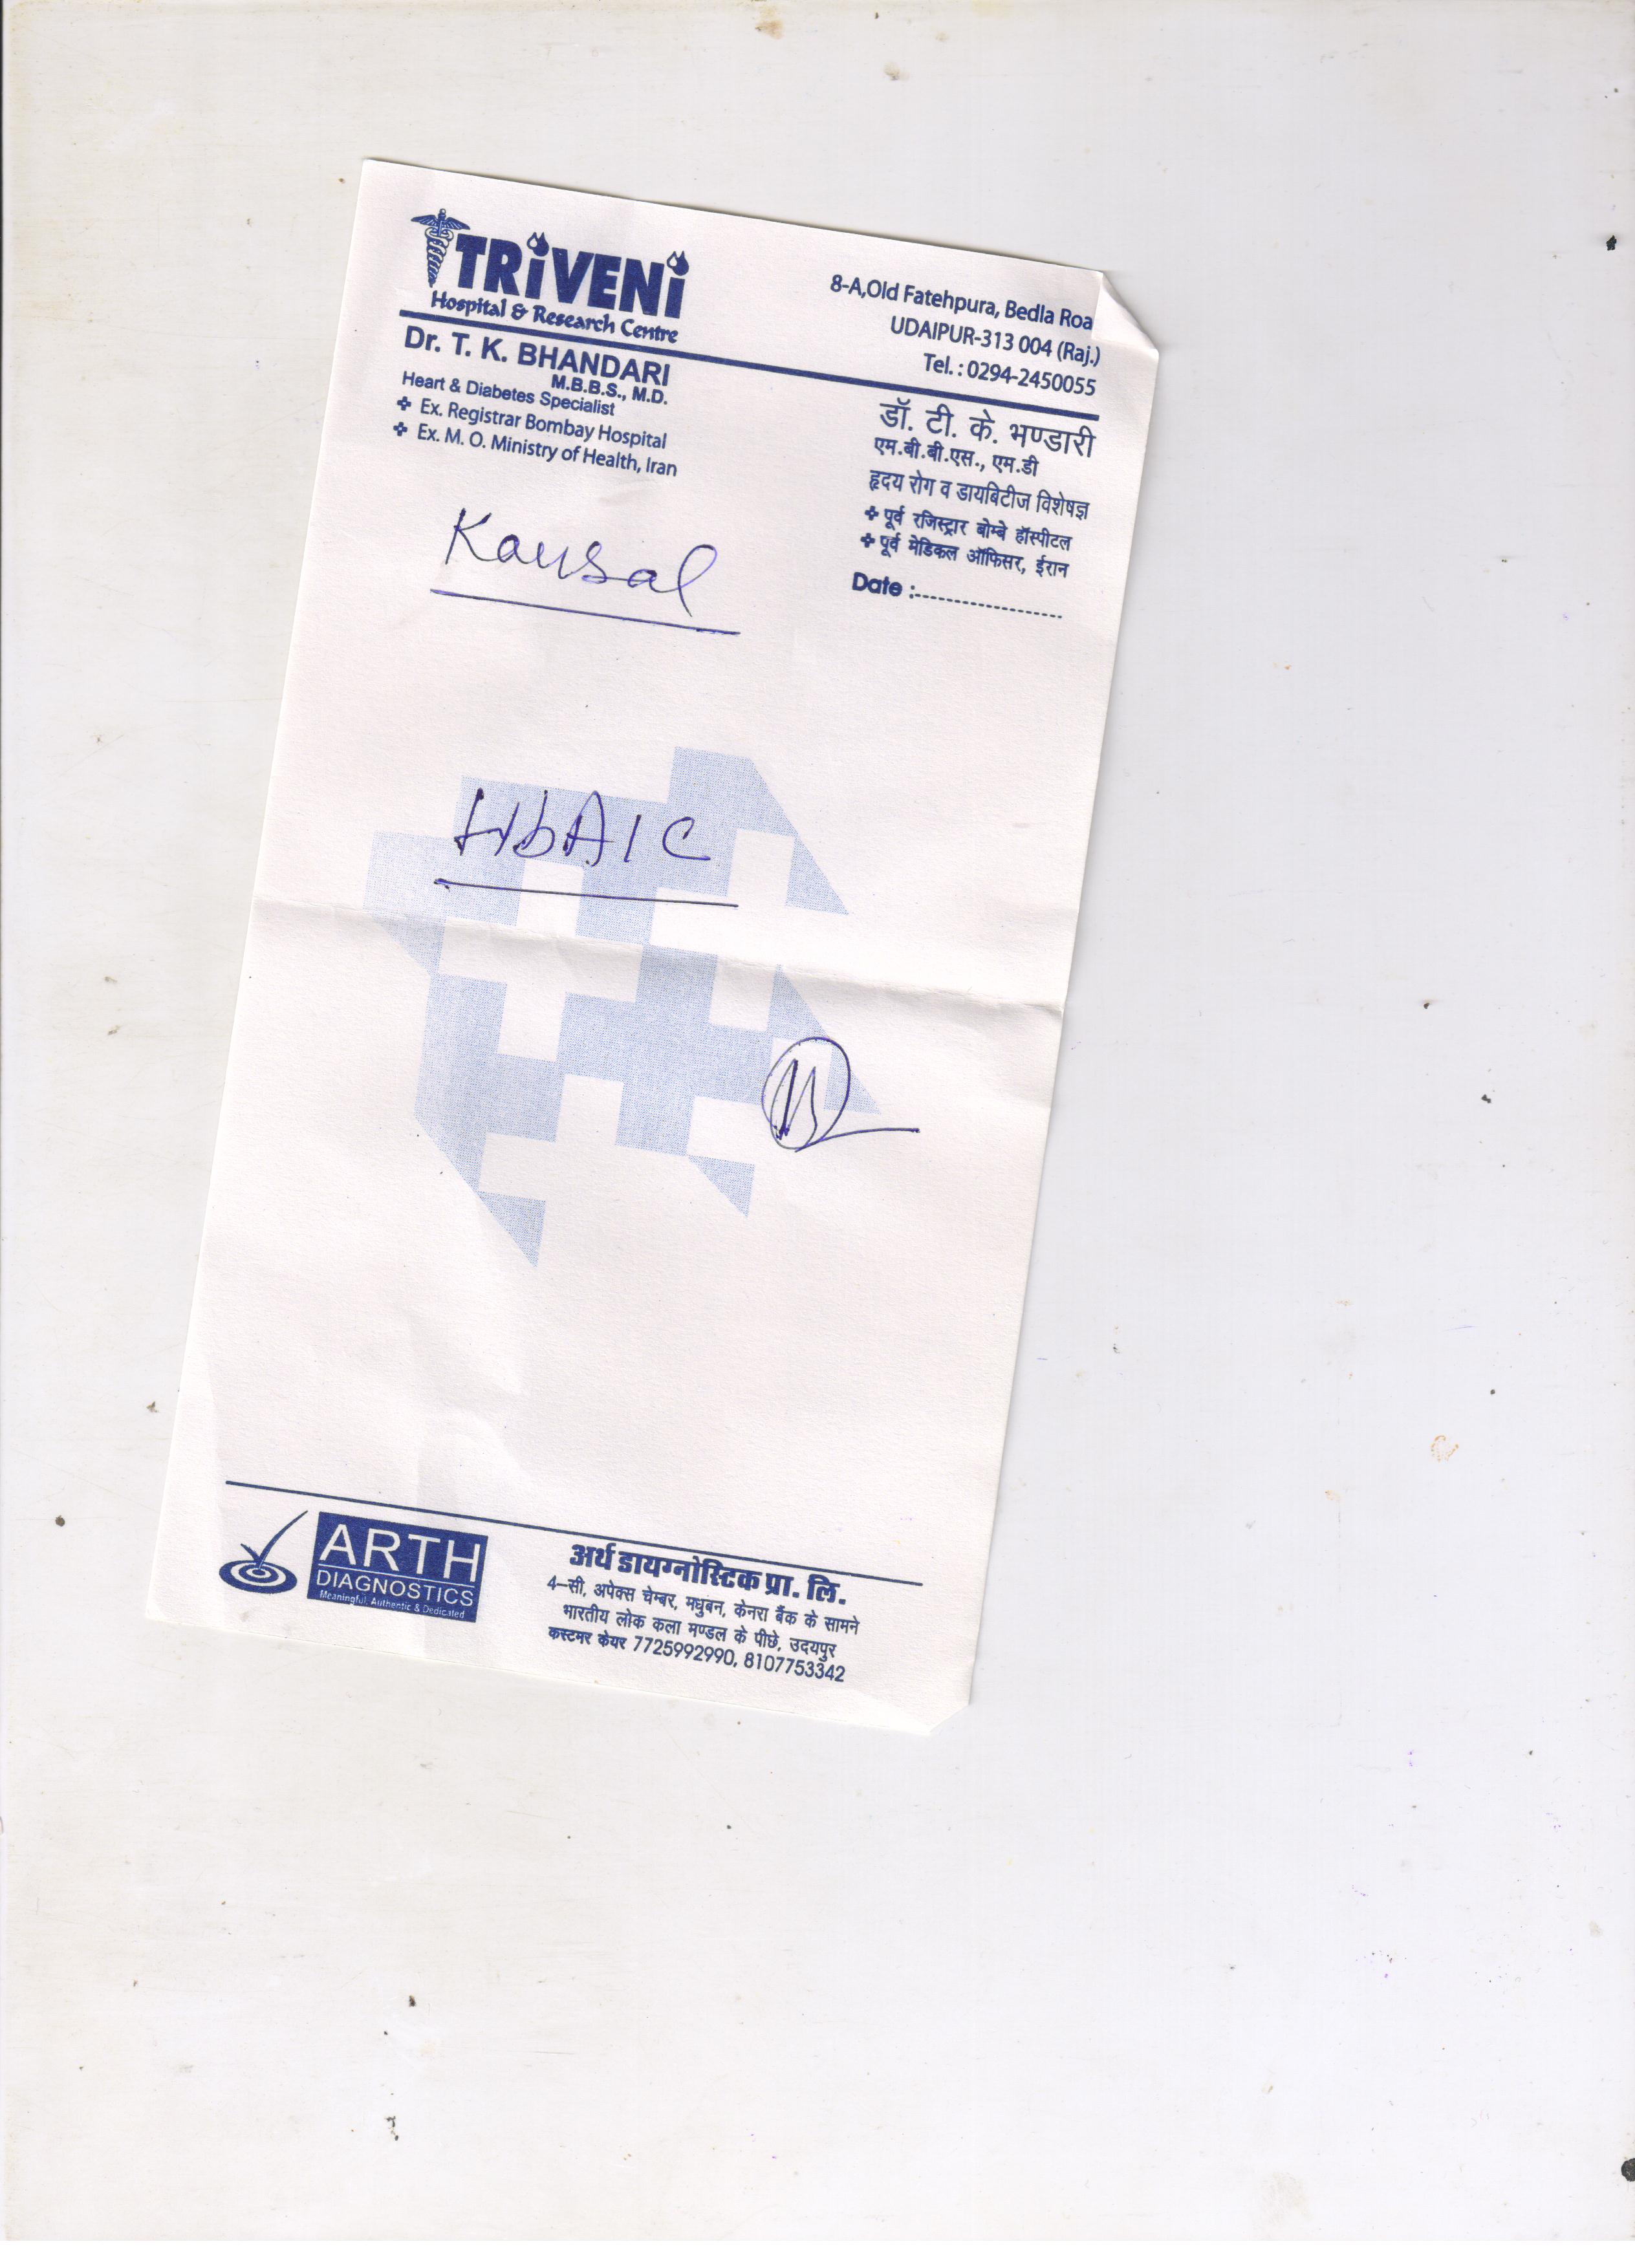 TRIVENI
Hospital & Research Centre
8-A,Old Fatehpura, Bedla Roa
UDAIPUR-313 004 (Raj.)
Tel. : 0294-2450055
Dr. T. K. BHANDARI
M.B.B.S., M.D.
Heart & Diabetes Specialist
Ex. Registrar Bombay Hospital
Ex. M. O. Ministry of Health, Iran
डॉ. टी. के. भण्डारी
एम.बी.बी.एस., एम.डी
हृदय रोग व डायबिटीज विशेषज्ञ
पूर्व रजिस्ट्रार बोम्बे हॉस्पीटल
पूर्व मेडिकल ऑफिसर, ईरान
Date :....................
Kausal
HbA1C
ARTH
DIAGNOSTICS
Meaningful, Authentic & Dedicated
अर्थ डायग्नोस्टिक प्रा. लि.
4-सी, अपेक्स चेम्बर, मधुबन, केनरा बैंक के सामने
भारतीय लोक कला मण्डल के पीछे, उदयपुर
कस्टमर केयर 7725992990, 8107753342